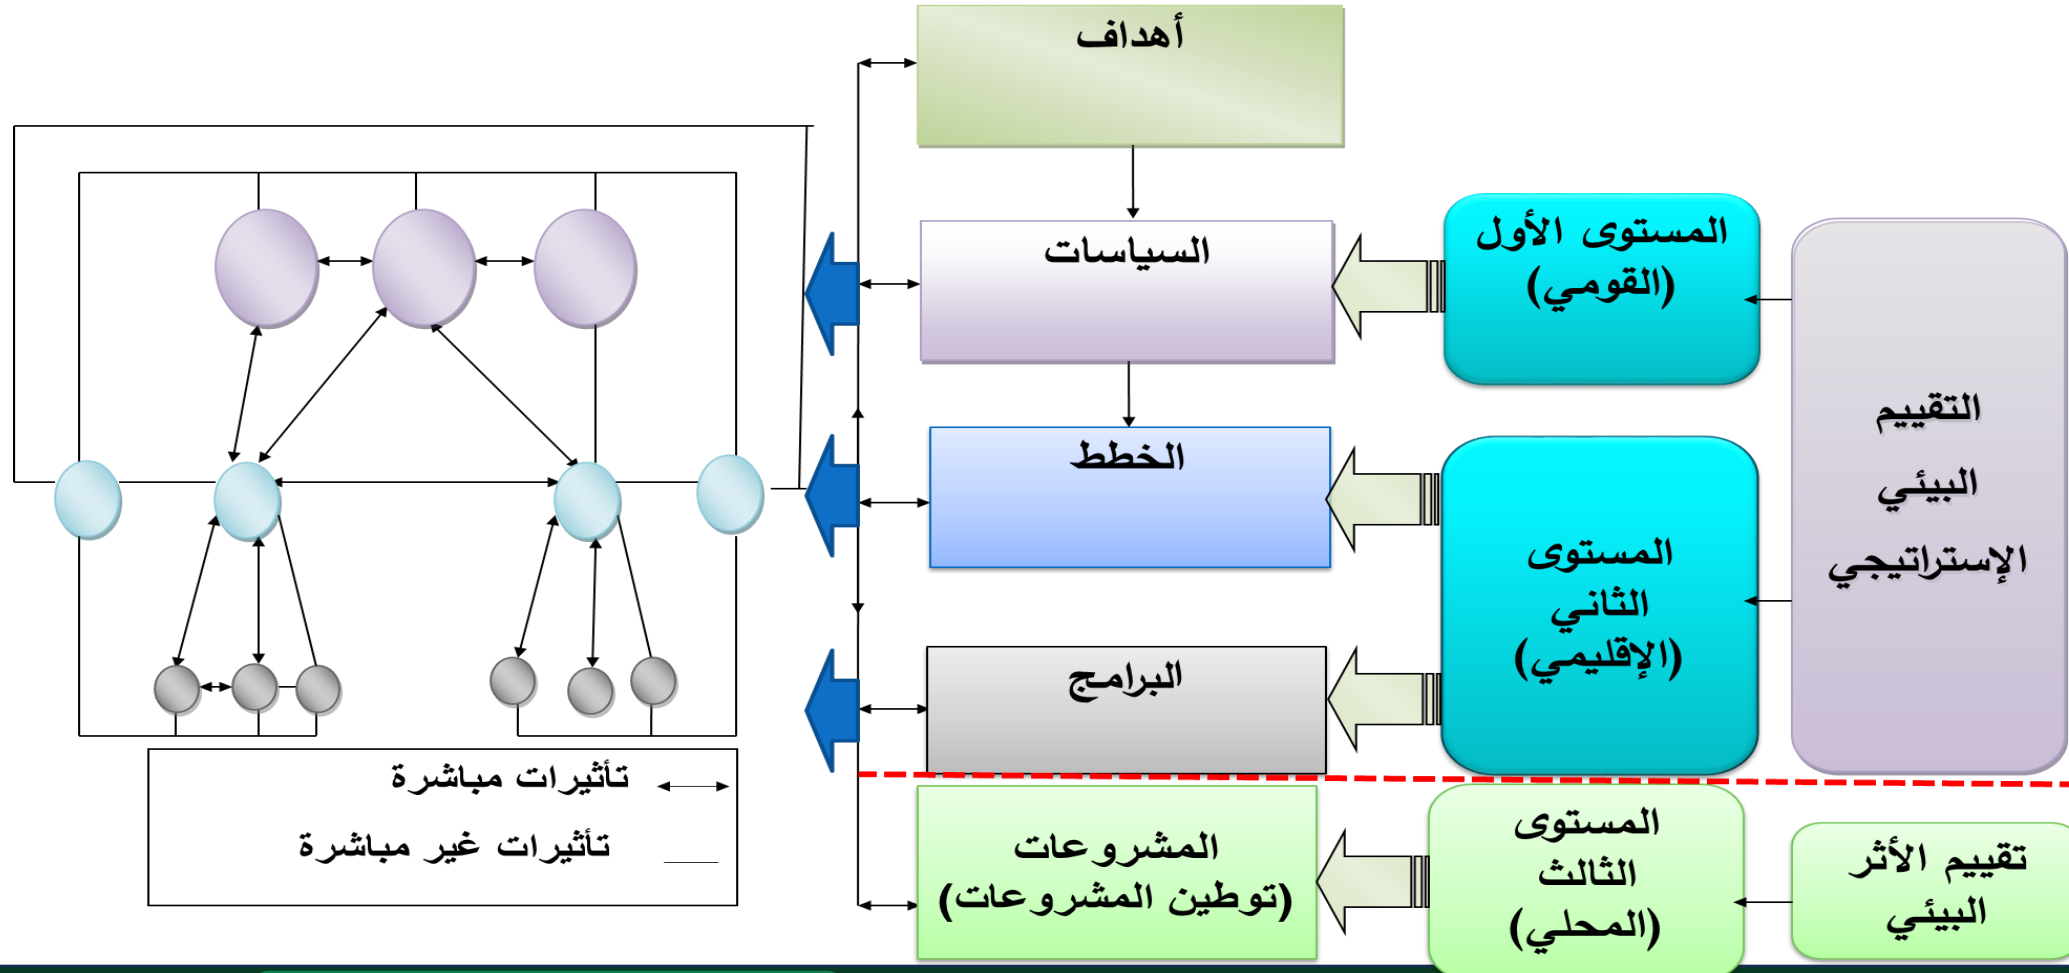 أهداف
المستوى الأول
(القومي)
السياسات
التقييم
البيئي
الإستراتيجي
الخطط
المستوى
الثاني
(الإقليمي)
البرامج
تأثيرات مباشرة
تأثيرات غير مباشرة
تقييم الأثر
البيئي
المستوى
الثالث
(المحلي)
المشروعات
(توطين المشروعات)